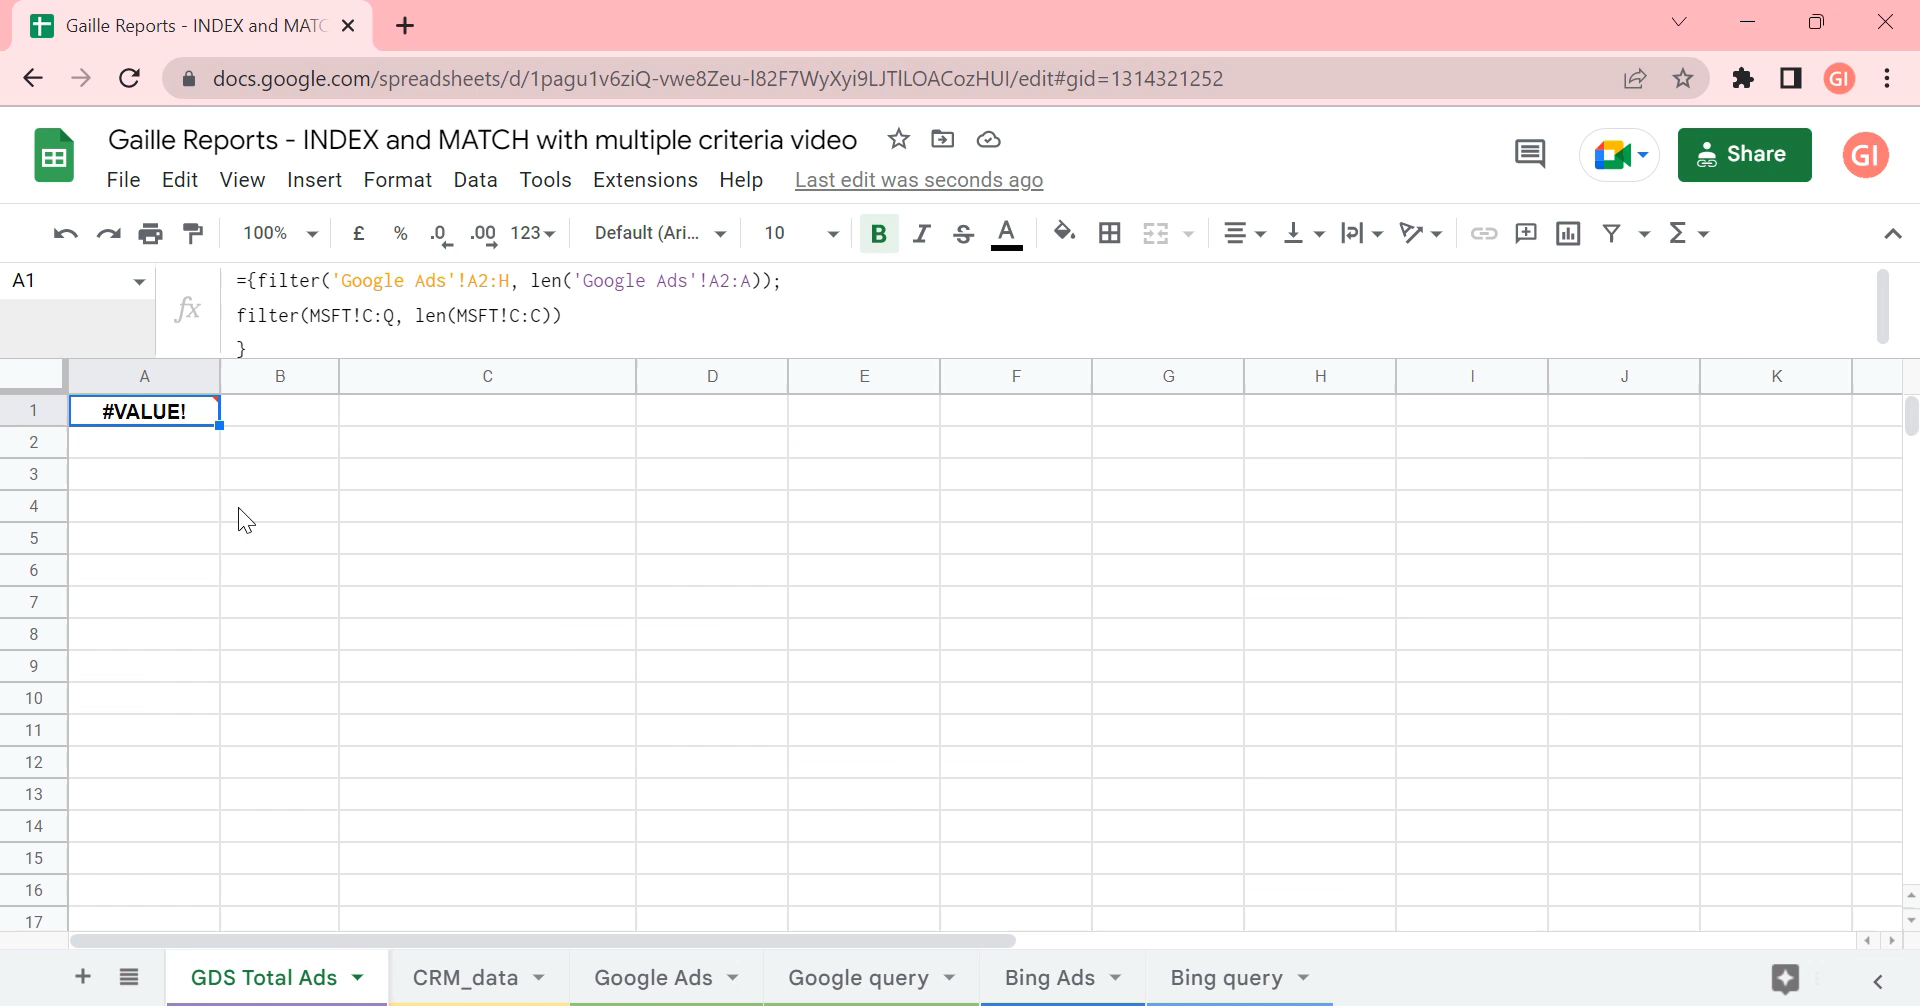 Gaille Reports - INDEX and MATC
docs.google.com/spreadsheets/d/1pagu1v6ziQ-vwe8Zeu-l82F7WyXyi9LJTlLOACozHUI/edit#gid=1314321252
GI
Gaille Reports - INDEX and MATCH with multiple criteria video
Share
GI
File Edit View Insert Format Data Tools Extensions Help Last edit was seconds ago
100% £ % .0 .00 123 Default (Ari... 10 B I S A Σ
A1
fx
={filter('Google Ads'!A2:H, len('Google Ads'!A2:A));
filter(MSFT!C:Q, len(MSFT!C:C))
}
A B C D E F G H I J K
1 #VALUE!
2
3
4
5
6
7
8
9
10
11
12
13
14
15
16
17
GDS Total Ads CRM_data Google Ads Google query Bing Ads Bing query